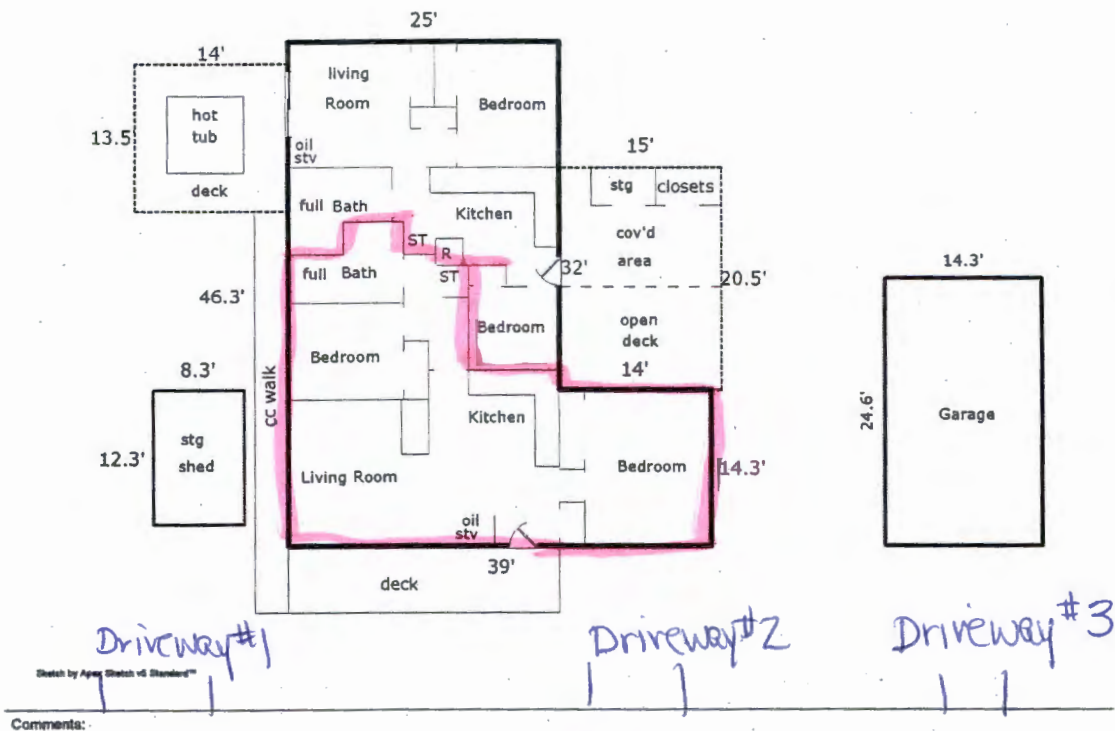 25'
14'
living
Room
Bedroom
hot
tub
13.5'
deck
oil
stv
15'
stg
closets
full Bath
Kitchen
cov'd
area
ST
R
ST
32'
20.5'
14.3'
full Bath
46.3'
open
deck
Bedroom
Bedroom
14'
8.3'
cc walk
Kitchen
24.6'
Garage
stg
shed
12.3'
Living Room
Bedroom
14.3'
oil
stv
39'
deck
Driveway #1
Driveway #2
Driveway #3
Sketch by Apex Sketch v5 Standard™
Comments: